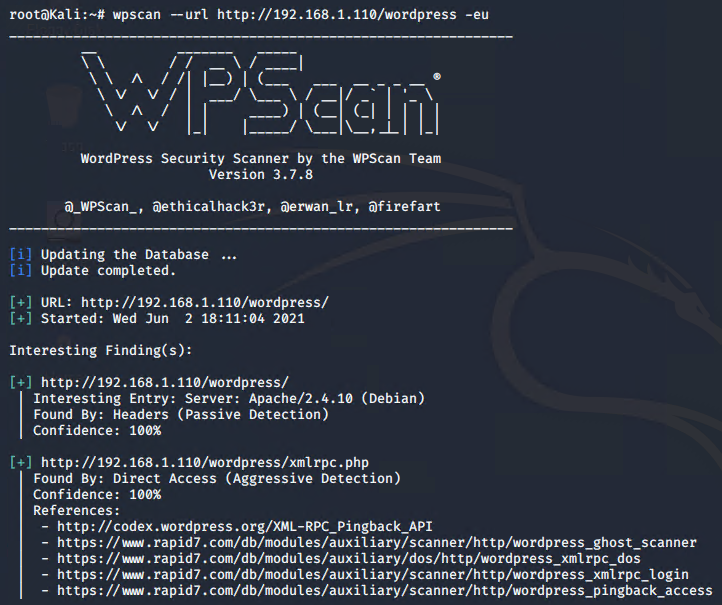 root@Kali:~# wpscan --url http://192.168.1.110/wordpress -eu
WPScan ®
WordPress Security Scanner by the WPScan Team
Version 3.7.8
@_WPScan_, @ethicalhack3r, @erwan_lr, @firefart
[i] Updating the Database ...
[i] Update completed.
[+] URL: http://192.168.1.110/wordpress/
[+] Started: Wed Jun  2 18:11:04 2021
Interesting Finding(s):
[+] http://192.168.1.110/wordpress/
| Interesting Entry: Server: Apache/2.4.10 (Debian)
| Found By: Headers (Passive Detection)
| Confidence: 100%
[+] http://192.168.1.110/wordpress/xmlrpc.php
| Found By: Direct Access (Aggressive Detection)
| Confidence: 100%
| References:
|  - http://codex.wordpress.org/XML-RPC_Pingback_API
|  - https://www.rapid7.com/db/modules/auxiliary/scanner/http/wordpress_ghost_scanner
|  - https://www.rapid7.com/db/modules/auxiliary/dos/http/wordpress_xmlrpc_dos
|  - https://www.rapid7.com/db/modules/auxiliary/scanner/http/wordpress_xmlrpc_login
|  - https://www.rapid7.com/db/modules/auxiliary/scanner/http/wordpress_pingback_access